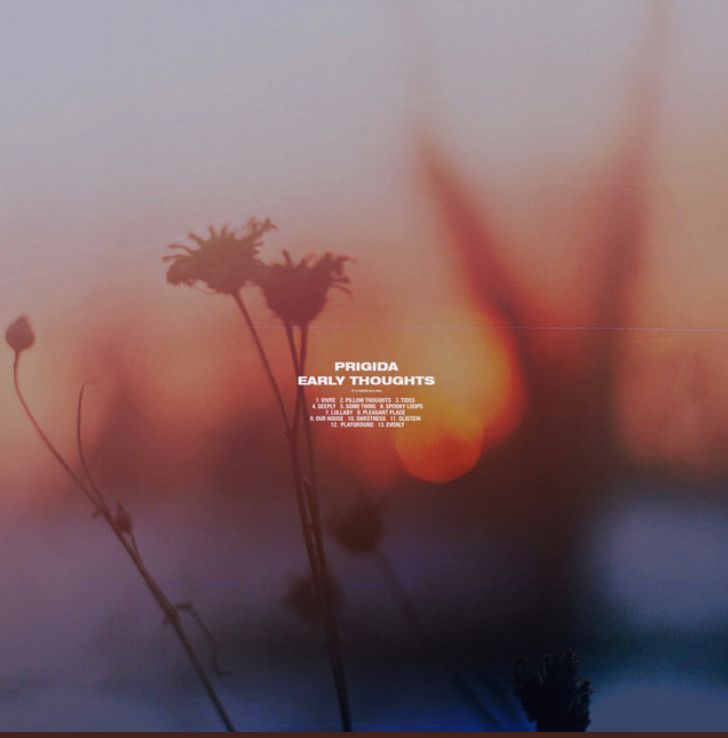 PRIGIDA
EARLY THOUGHTS
1. VIVRE 2. PILLOW THOUGHTS 3. TIDES
4. DEEPLY 5. SOME THING 6. SPOOKY LOOPS
7. LULLABY 8. PLEASANT PLACE
9. OUR HOUSE 10. SWEETNESS 11. GLISTEN
12. PLAYGROUND 13. EVENLY